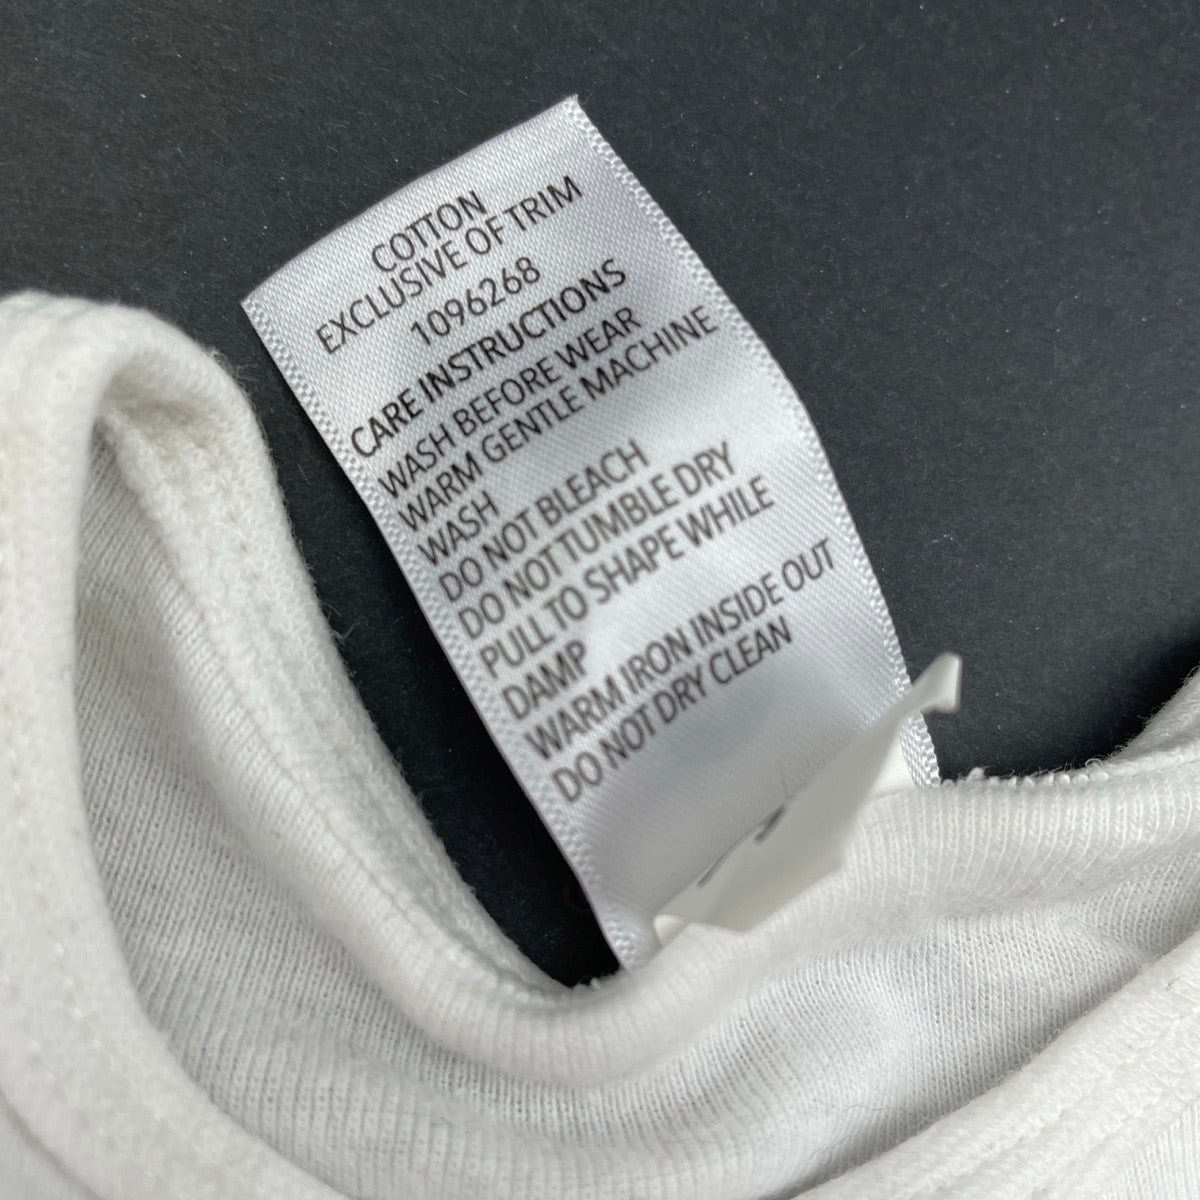 COTTON
EXCLUSIVE OF TRIM
1096268
CARE INSTRUCTIONS
WASH BEFORE WEAR
WARM GENTLE MACHINE
WASH
DO NOT BLEACH
DO NOT TUMBLE DRY
PULL TO SHAPE WHILE
DAMP
WARM IRON INSIDE OUT
DO NOT DRY CLEAN